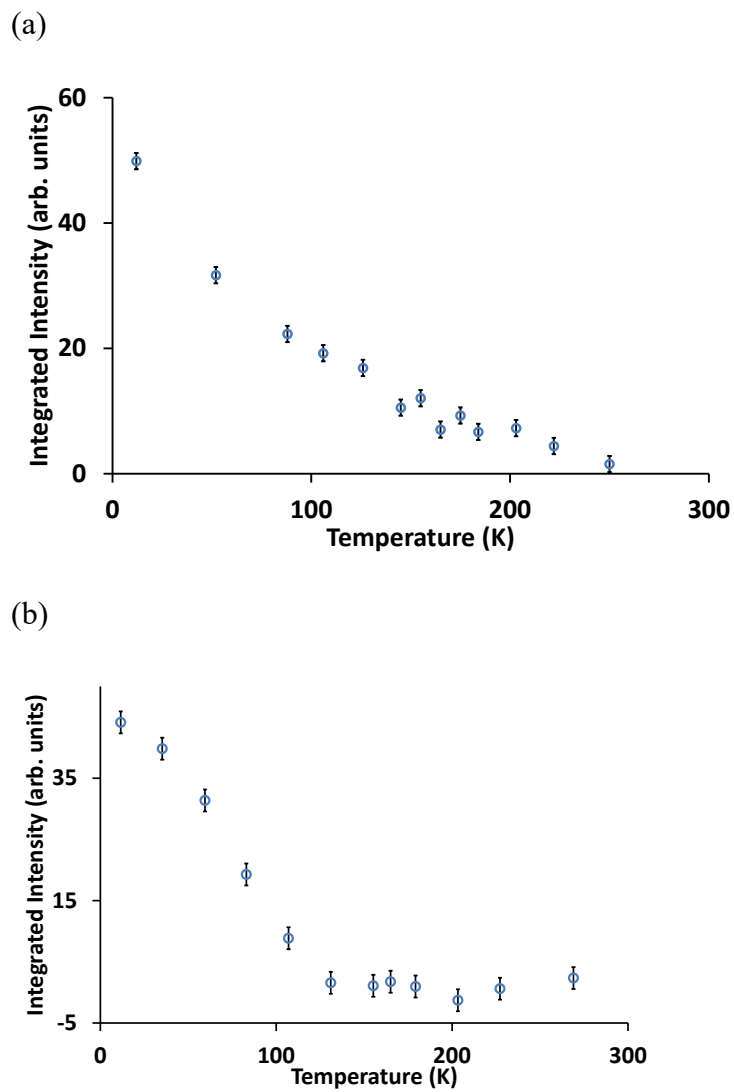 (a)
Integrated Intensity (arb. units)
60
40
20
0
0 100 200 300
Temperature (K)
(b)
Integrated Intensity (arb. units)
35
15
-5
0 100 200 300
Temperature (K)